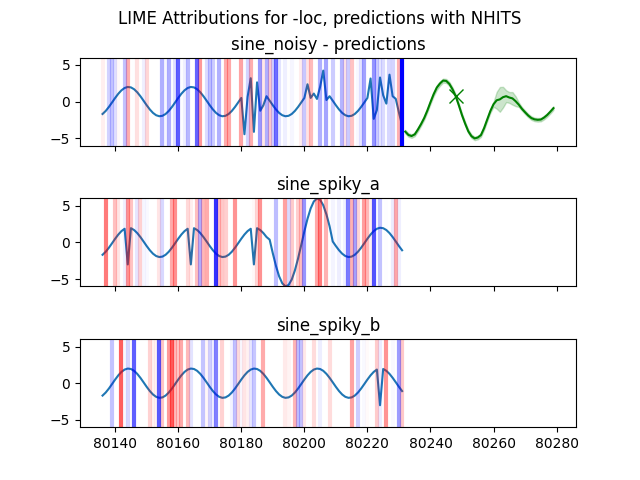 LIME Attributions for -loc, predictions with NHITS
sine_noisy - predictions
5
0
−5
sine_spiky_a
5
0
−5
sine_spiky_b
5
0
−5
80140 80160 80180 80200 80220 80240 80260 80280